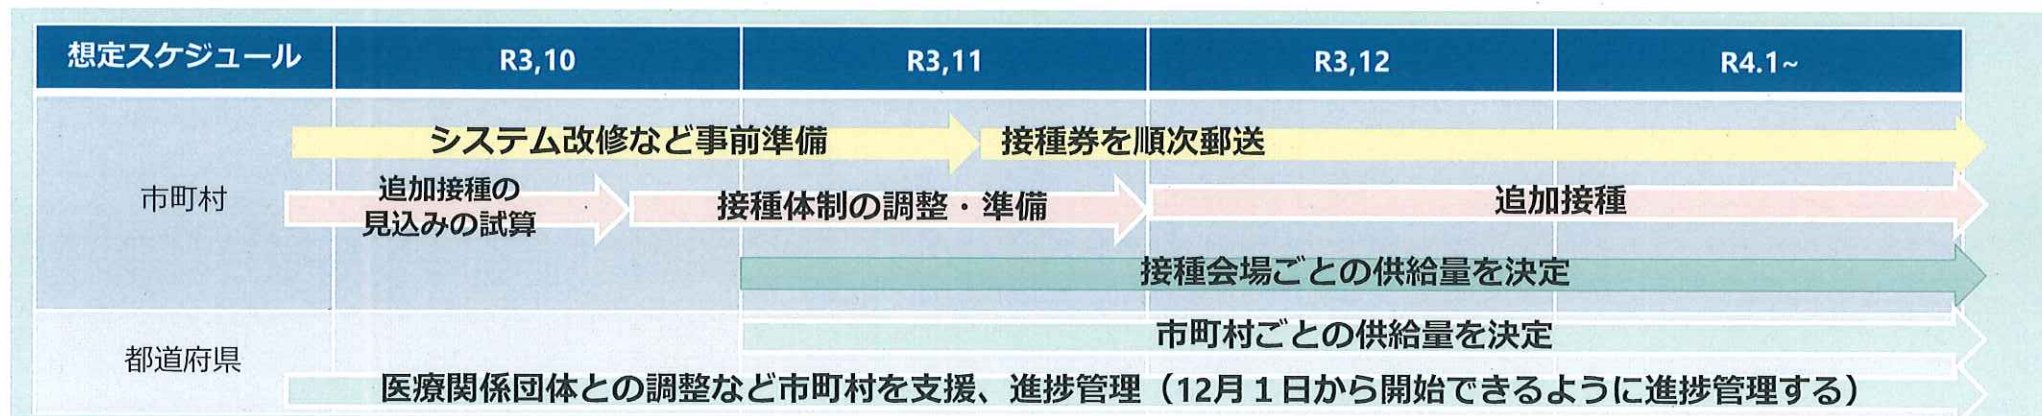 想定スケジュール R3,10 R3,11 R3,12 R4.1~
システム改修など事前準備 接種券を順次郵送
市町村
追加接種の
見込みの試算
接種体制の調整・準備 追加接種
接種会場ごとの供給量を決定
都道府県
市町村ごとの供給量を決定
医療関係団体との調整など市町村を支援、進捗管理（12月１日から開始できるように進捗管理する）